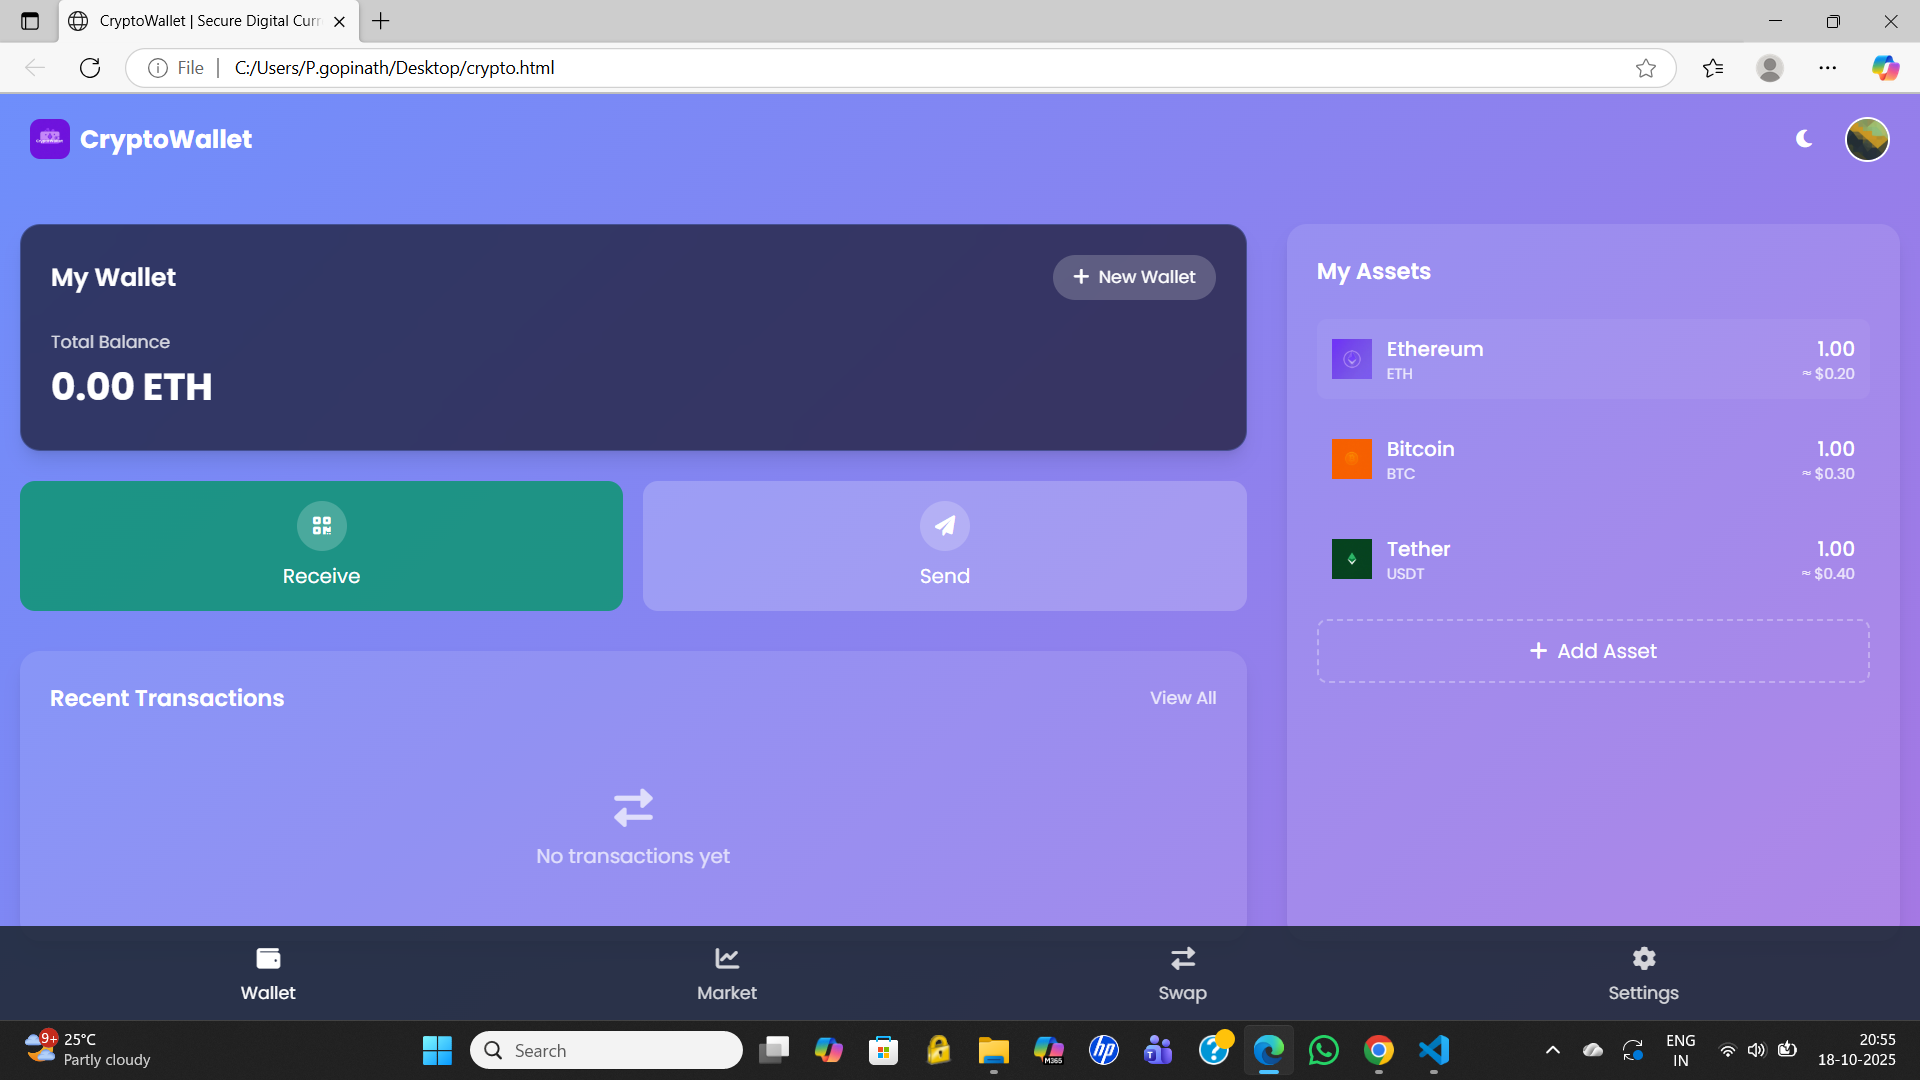 CryptoWallet | Secure Digital Curr
File
C:/Users/P.gopinath/Desktop/crypto.html
CryptoWallet
My Wallet
New Wallet
Total Balance
0.00 ETH
Receive
Send
Recent Transactions
View All
No transactions yet
My Assets
Ethereum
1.00
ETH
≈ $0.20
Bitcoin
1.00
BTC
≈ $0.30
Tether
1.00
USDT
≈ $0.40
Add Asset
Wallet
Market
Swap
Settings
9+
25°C
Partly cloudy
Search
M365
hp
T
?
ENG
IN
20:55
18-10-2025